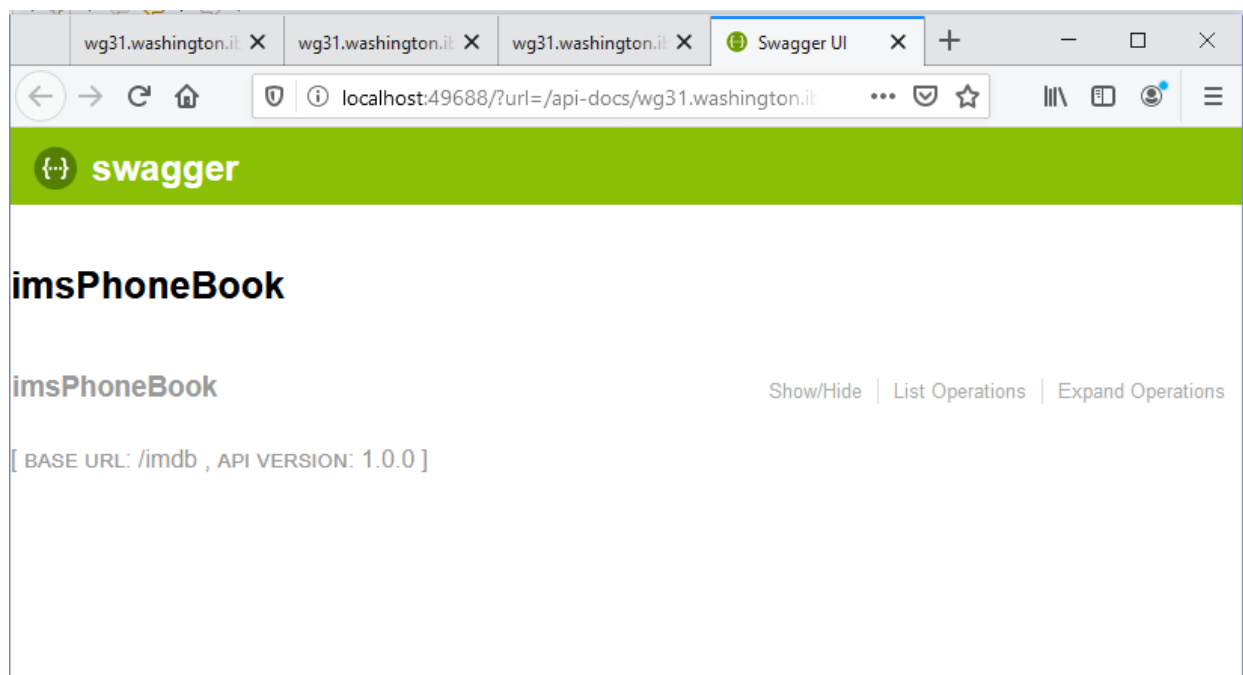 wg31.washington.ib wg31.washington.ib wg31.washington.ib Swagger UI
localhost:49688/?url=/api-docs/wg31.washington.ib
{···} swagger
imsPhoneBook
imsPhoneBook Show/Hide List Operations Expand Operations
[ BASE URL: /imdb , API VERSION: 1.0.0 ]